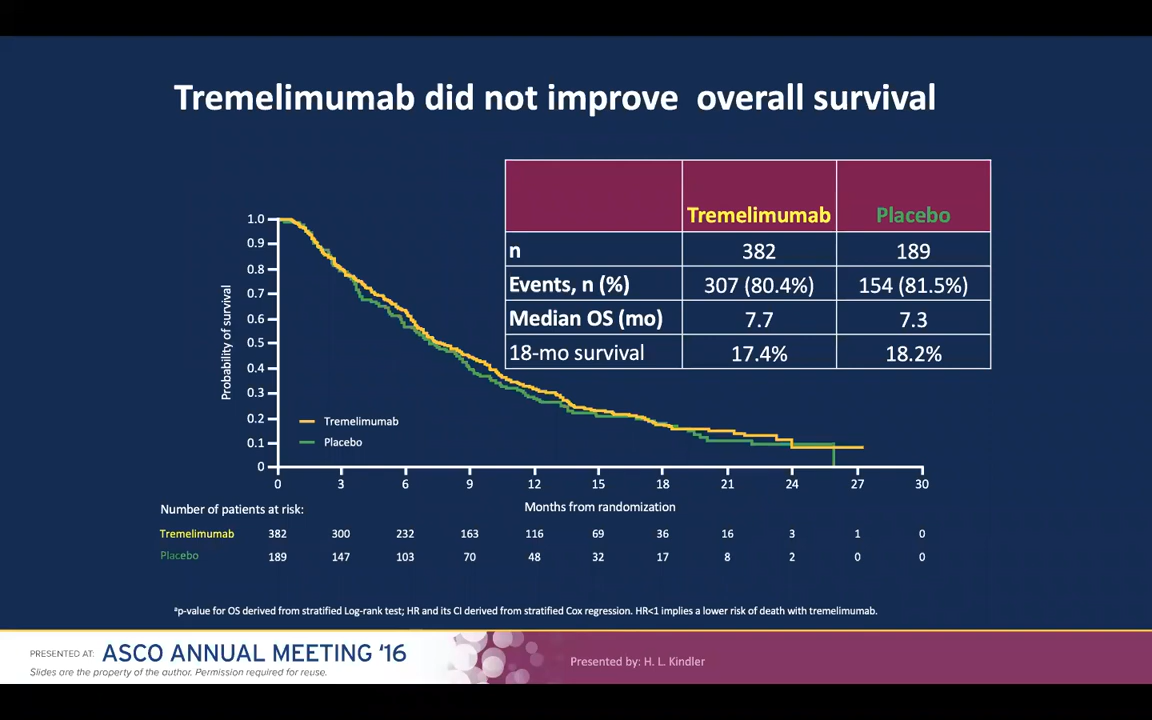 Tremelimumab did not improve overall survival
Tremelimumab Placebo
n 382 189
Events, n (%) 307 (80.4%) 154 (81.5%)
Median OS (mo) 7.7 7.3
18-mo survival 17.4% 18.2%
Probability of survival
1.0
0.9
0.8
0.7
0.6
0.5
0.4
0.3
0.2
0.1
0
Tremelimumab
Placebo
0 3 6 9 12 15 18 21 24 27 30
Months from randomization
Number of patients at risk:
Tremelimumab 382 300 232 163 116 69 36 16 3 1 0
Placebo 189 147 103 70 48 32 17 8 2 0 0
ᵃp-value for OS derived from stratified Log-rank test; HR and its CI derived from stratified Cox regression. HR<1 implies a lower risk of death with tremelimumab.
PRESENTED AT: ASCO ANNUAL MEETING ‘16
Slides are the property of the author. Permission required for reuse.
Presented by: H. L. Kindler